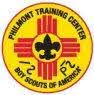 PHILMONT TRAINING CENTER
BOY SCOUTS OF AMERICA